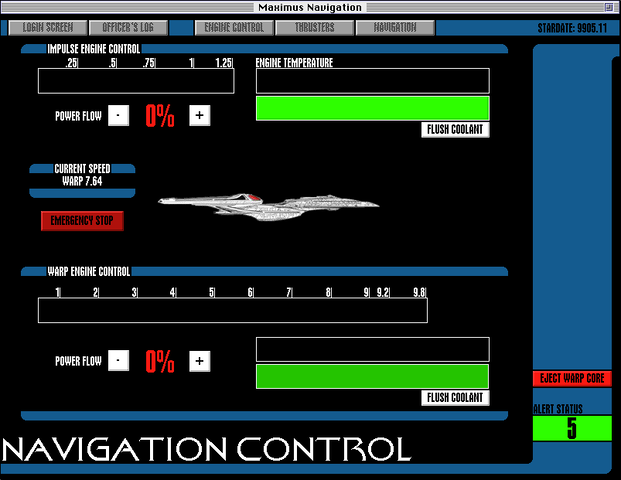 Maximus Navigation
LOGIN SCREEN OFFICER'S LOG ENGINE CONTROL THRUSTERS NAVIGATION STARDATE: 9905.11
IMPULSE ENGINE CONTROL
.25| .5| .75| 1| 1.25| ENGINE TEMPERATURE
POWER FLOW - 0% +
FLUSH COOLANT
CURRENT SPEED
WARP 7.64
EMERGENCY STOP
WARP ENGINE CONTROL
1| 2| 3| 4| 5| 6| 7| 8| 9| 9.2| 9.8|
POWER FLOW - 0% +
EJECT WARP CORE
FLUSH COOLANT
ALERT STATUS
5
NAVIGATION CONTROL